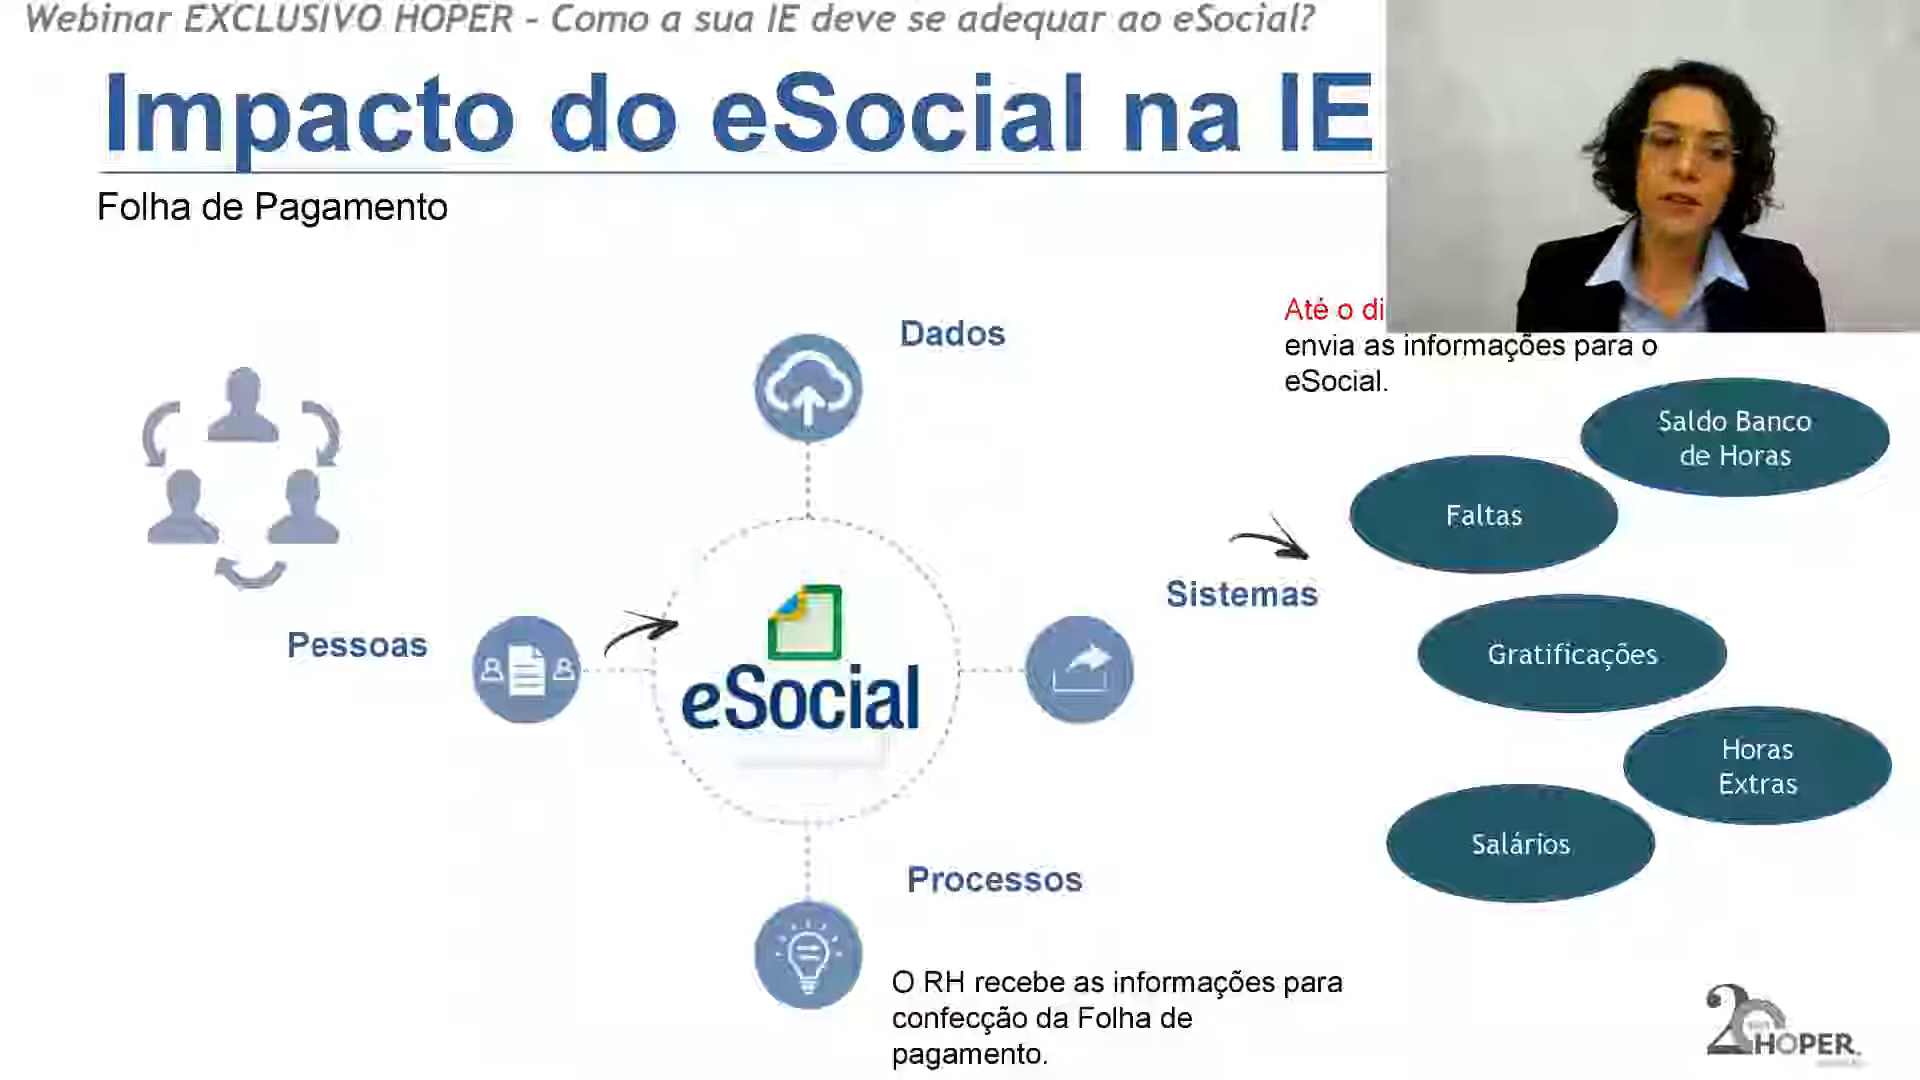 Webinar EXCLUSIVO HOPER - Como a sua IE deve se adequar ao eSocial?
Impacto do eSocial na IE
Folha de Pagamento
Até o di
envia as informações para o
eSocial.
Dados
Saldo Banco
de Horas
Faltas
Sistemas
Pessoas
eSocial
Gratificações
Horas
Extras
Salários
Processos
O RH recebe as informações para
confecção da Folha de
pagamento.
HOPER